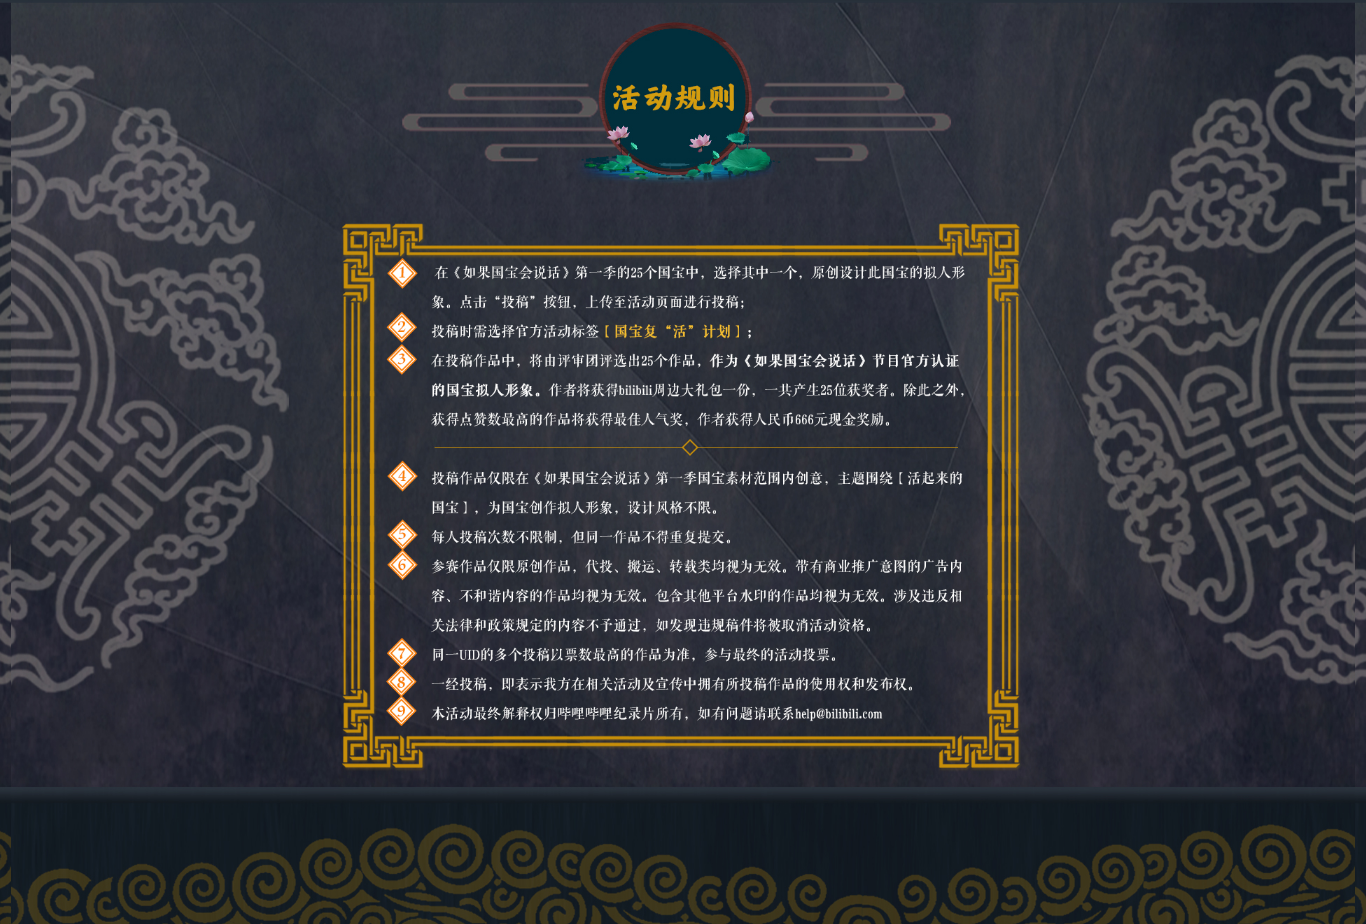 活动规则
1 在《如果国宝会说话》第一季的25个国宝中，选择其中一个，原创设计此国宝的拟人形
象。点击“投稿”按钮，上传至活动页面进行投稿；
2 投稿时需选择官方活动标签【国宝复“活”计划】；
3 在投稿作品中，将由评审团评选出25个作品，作为《如果国宝会说话》节目官方认证
的国宝拟人形象。作者将获得bilibili周边大礼包一份，一共产生25位获奖者。除此之外，
获得点赞数最高的作品将获得最佳人气奖，作者获得人民币666元现金奖励。
4 投稿作品仅限在《如果国宝会说话》第一季国宝素材范围内创意，主题围绕【活起来的
国宝】，为国宝创作拟人形象，设计风格不限。
5 每人投稿次数不限制，但同一作品不得重复提交。
6 参赛作品仅限原创作品，代投、搬运、转载类均视为无效。带有商业推广意图的广告内
容、不和谐内容的作品均视为无效。包含其他平台水印的作品均视为无效。涉及违反相
关法律和政策规定的内容不予通过，如发现违规稿件将被取消活动资格。
7 同一UID的多个投稿以票数最高的作品为准，参与最终的活动投票。
8 一经投稿，即表示我方在相关活动及宣传中拥有所投稿作品的使用权和发布权。
9 本活动最终解释权归哔哩哔哩纪录片所有，如有问题请联系help@bilibili.com